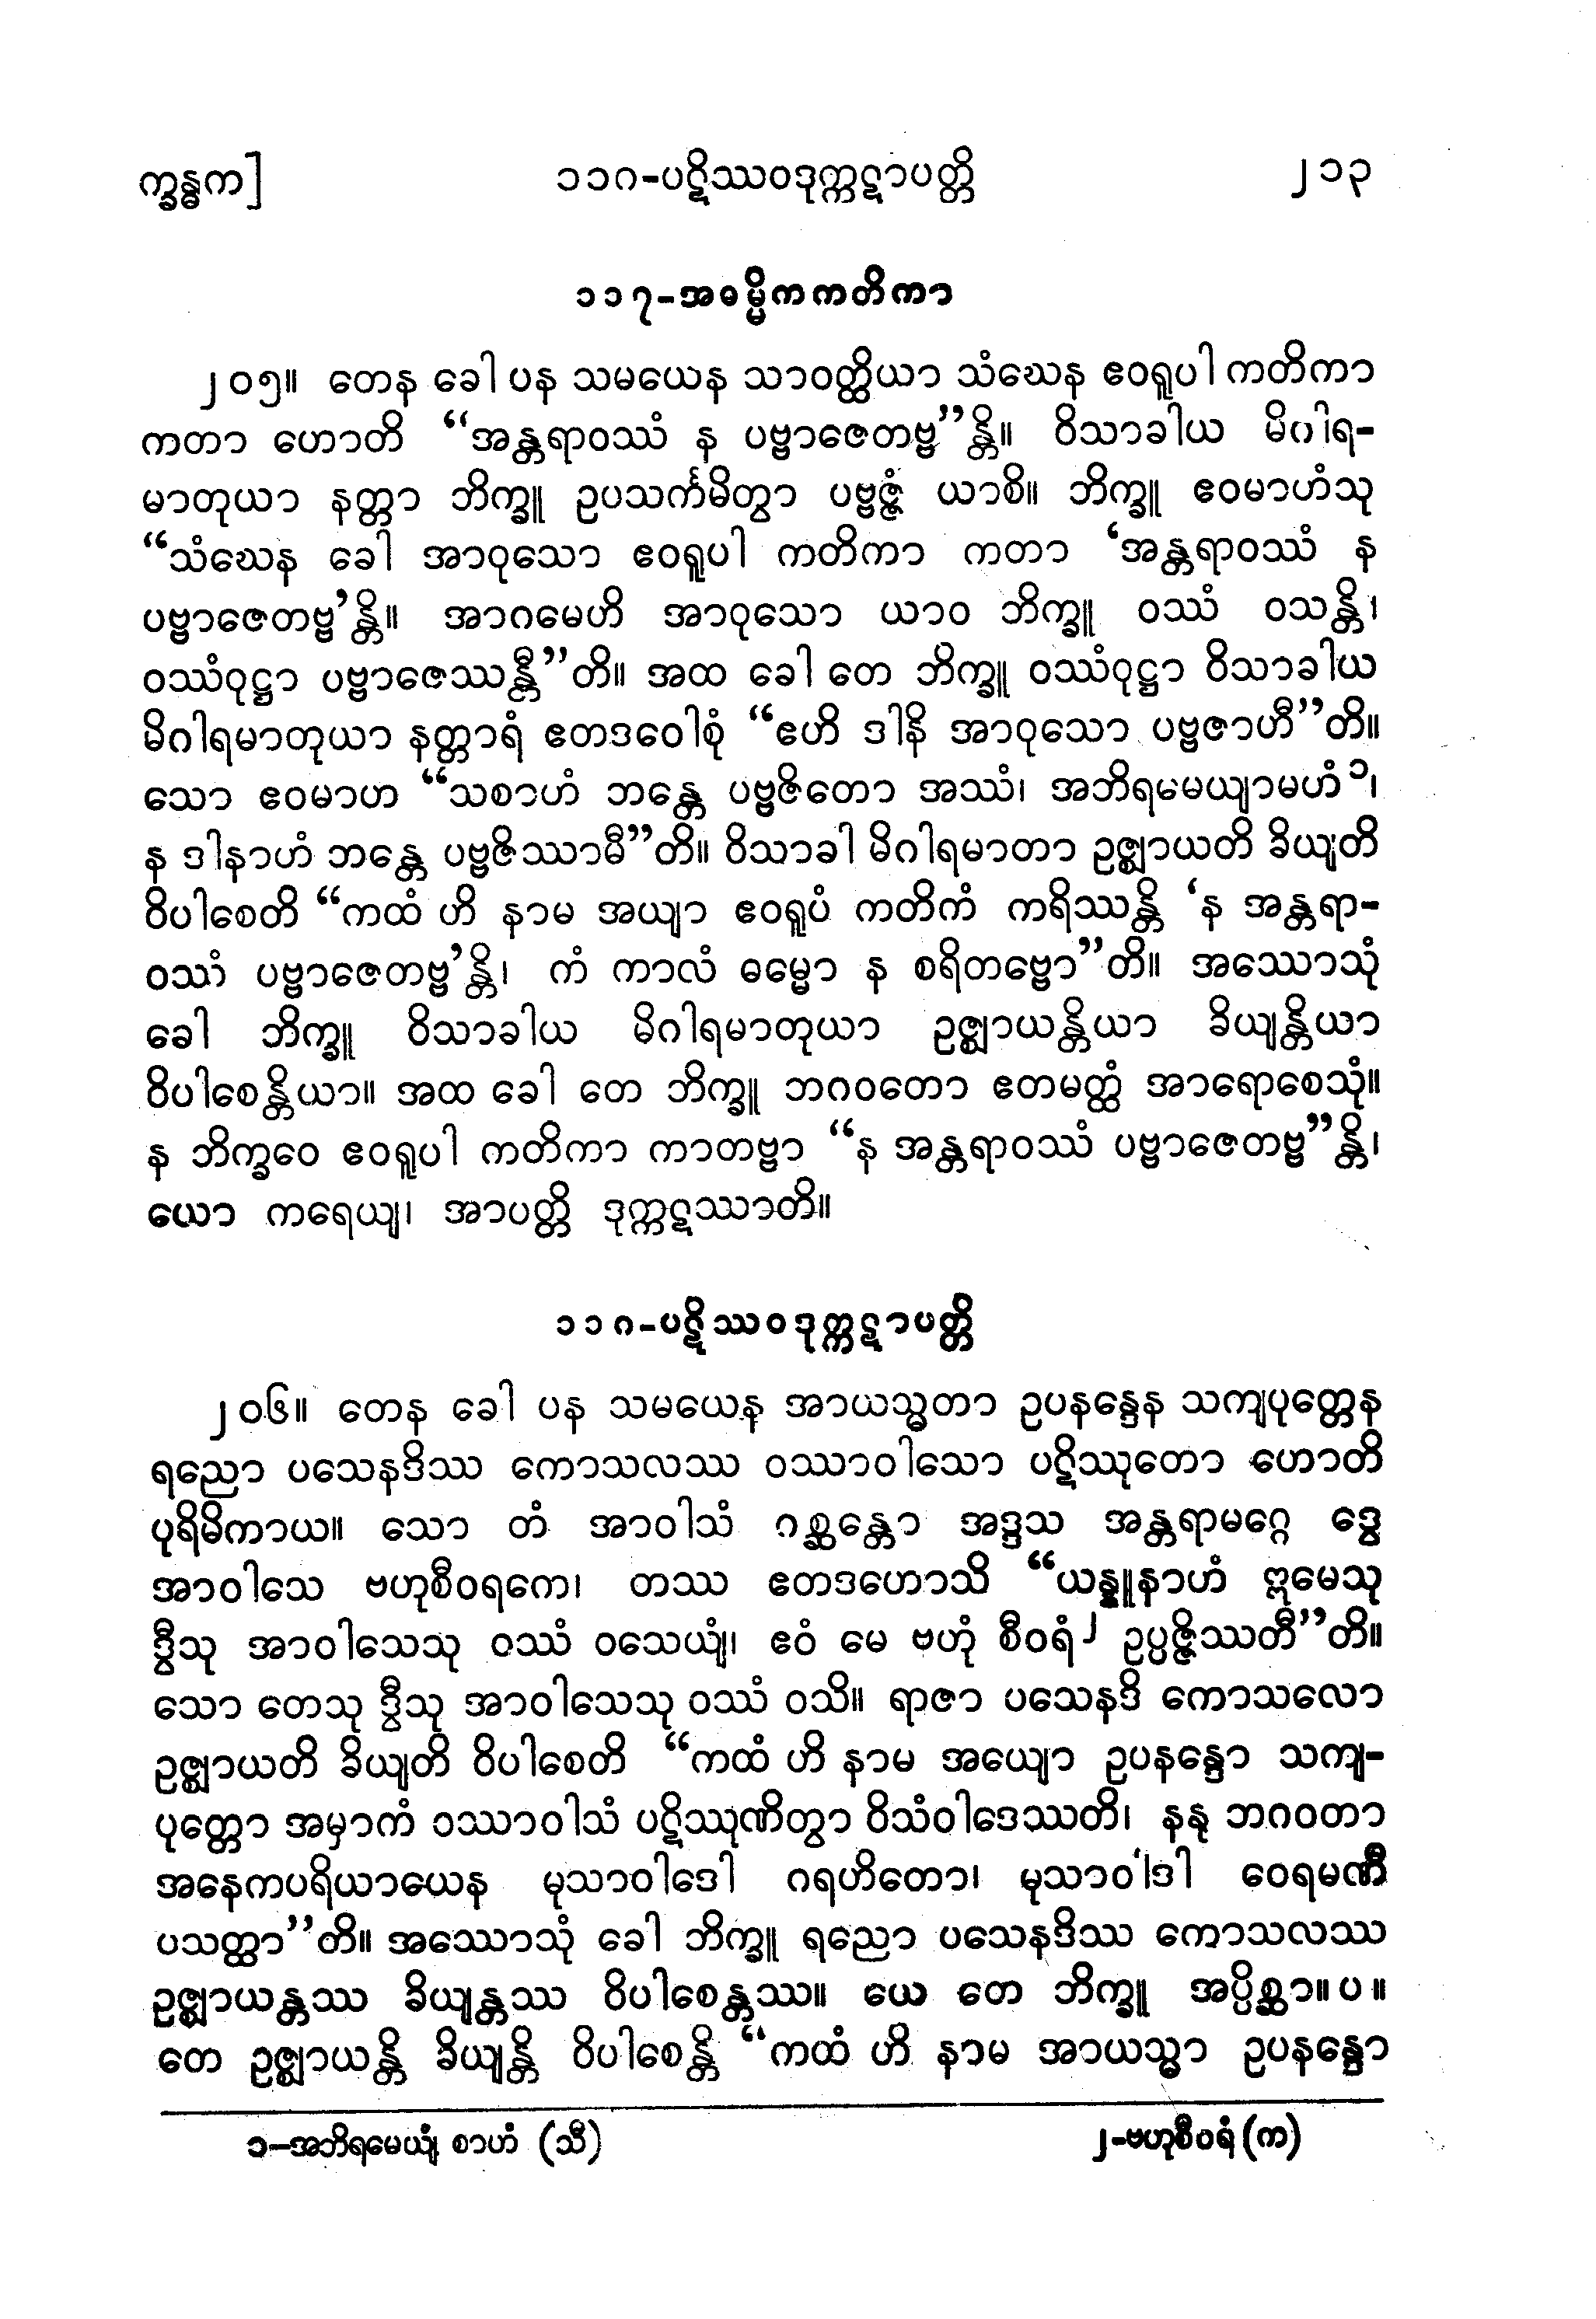 က္ခန္ဓက]
၁၁၈-ပဋိဿဝဒုက္ကဋာပတ္တိ
၂၁၃
၁၁၇-အဓမ္မိကကတိကာ
၂၀၅။ တေန ခေါ ပန သမယေန သာဝတ္ထိယာ သံဃေန ဧဝရူပါ ကတိကာ
ကတာ ဟောတိ “အန္တရာဝဿံ န ပဗ္ဗာဇေတဗ္ဗ”န္တိ။ ဝိသာခါယ မိဂါရ-
မာတုယာ နတ္တာ ဘိက္ခူ ဥပသင်္ကမိတွာ ပဗ္ဗဇ္ဇံ ယာစိ။ ဘိက္ခူ ဧဝမာဟံသု
“သံဃေန ခေါ အာဝုသော ဧဝရူပါ ကတိကာ ကတာ ‘အန္တရာဝဿံ န
ပဗ္ဗာဇေတဗ္ဗ’န္တိ။ အာဂမေဟိ အာဝုသော ယာဝ ဘိက္ခူ ဝဿံ ဝသန္တိ၊
ဝဿံဝုဋ္ဌာ ပဗ္ဗာဇေဿန္တီ”တိ။ အထ ခေါ တေ ဘိက္ခူ ဝဿံဝုဋ္ဌာ ဝိသာခါယ
မိဂါရမာတုယာ နတ္တာရံ ဧတဒဝေါစုံ “ဧဟိ ဒါနိ အာဝုသော ပဗ္ဗဇာဟီ”တိ။
သော ဧဝမာဟ “သစာဟံ ဘန္တေ ပဗ္ဗဇိတော အဿံ၊ အဘိရမေယျာမဟံ ၁၊
န ဒါနာဟံ ဘန္တေ ပဗ္ဗဇိဿာမီ”တိ။ ဝိသာခါ မိဂါရမာတာ ဥဇ္ဈာယတိ ခိယျတိ
ဝိပါစေတိ “ကထံ ဟိ နာမ အယျာ ဧဝရူပံ ကတိကံ ကရိဿန္တိ ‘န အန္တရာ-
ဝဿံ ပဗ္ဗာဇေတဗ္ဗ’န္တိ၊ ကံ ကာလံ ဓမ္မော န စရိတဗ္ဗော”တိ။ အဿောသုံ
ခေါ ဘိက္ခူ ဝိသာခါယ မိဂါရမာတုယာ ဥဇ္ဈာယန္တိယာ ခိယျန္တိယာ
ဝိပါစေန္တိယာ။ အထ ခေါ တေ ဘိက္ခူ ဘဂဝတော ဧတမတ္ထံ အာရောစေသုံ။
န ဘိက္ခဝေ ဧဝရူပါ ကတိကာ ကာတဗ္ဗာ “န အန္တရာဝဿံ ပဗ္ဗာဇေတဗ္ဗ”န္တိ၊
ယော ကရေယျ၊ အာပတ္တိ ဒုက္ကဋဿာတိ။
၁၁၈-ပဋိဿဝဒုက္ကဋာပတ္တိ
၂၀၆။ တေန ခေါ ပန သမယေန အာယသ္မတာ ဥပနန္ဒေန သကျပုတ္တေန
ရညော ပသေနဒိဿ ကောသလဿ ဝဿာဝါသော ပဋိဿုတော ဟောတိ
ပုရိမိကာယ။ သော တံ အာဝါသံ ဂစ္ဆန္တော အဒ္ဒသ အန္တရာမဂ္ဂေ ဒွေ
အာဝါသေ ဗဟုစီဝရကေ၊ တဿ ဧတဒဟောသိ “ယန္နူနာဟံ ဣမေသု
ဒွီသု အာဝါသေသု ဝဿံ ဝသေယျံ၊ ဧဝံ မေ ဗဟုံ စီဝရံ ၂ ဥပ္ပဇ္ဇိဿတီ”တိ။
သော တေသု ဒွီသု အာဝါသေသု ဝဿံ ဝသိ။ ရာဇာ ပသေနဒိ ကောသလော
ဥဇ္ဈာယတိ ခိယျတိ ဝိပါစေတိ “ကထံ ဟိ နာမ အယျော ဥပနန္ဒော သကျ-
ပုတ္တော အမှာကံ ဝဿာဝါသံ ပဋိဿုဏိတွာ ဝိသံဝါဒေဿတိ၊ နနု ဘဂဝတာ
အနေကပရိယာယေန မုသာဝါဒေါ ဂရဟိတော၊ မုသာဝါဒါ ဝေရမဏီ
ပသတ္ထာ”တိ။ အဿောသုံ ခေါ ဘိက္ခူ ရညော ပသေနဒိဿ ကောသလဿ
ဥဇ္ဈာယန္တဿ ခိယျန္တဿ ဝိပါစေန္တဿ။ ယေ တေ ဘိက္ခူ အပ္ပိစ္ဆာ။ပ။
တေ ဥဇ္ဈာယန္တိ ခိယျန္တိ ဝိပါစေန္တိ “ကထံ ဟိ နာမ အာယသ္မာ ဥပနန္ဒော
၁-အဘိရမေယျံ စာဟံ (သီ)
၂-ဗဟုစီဝရံ (က)